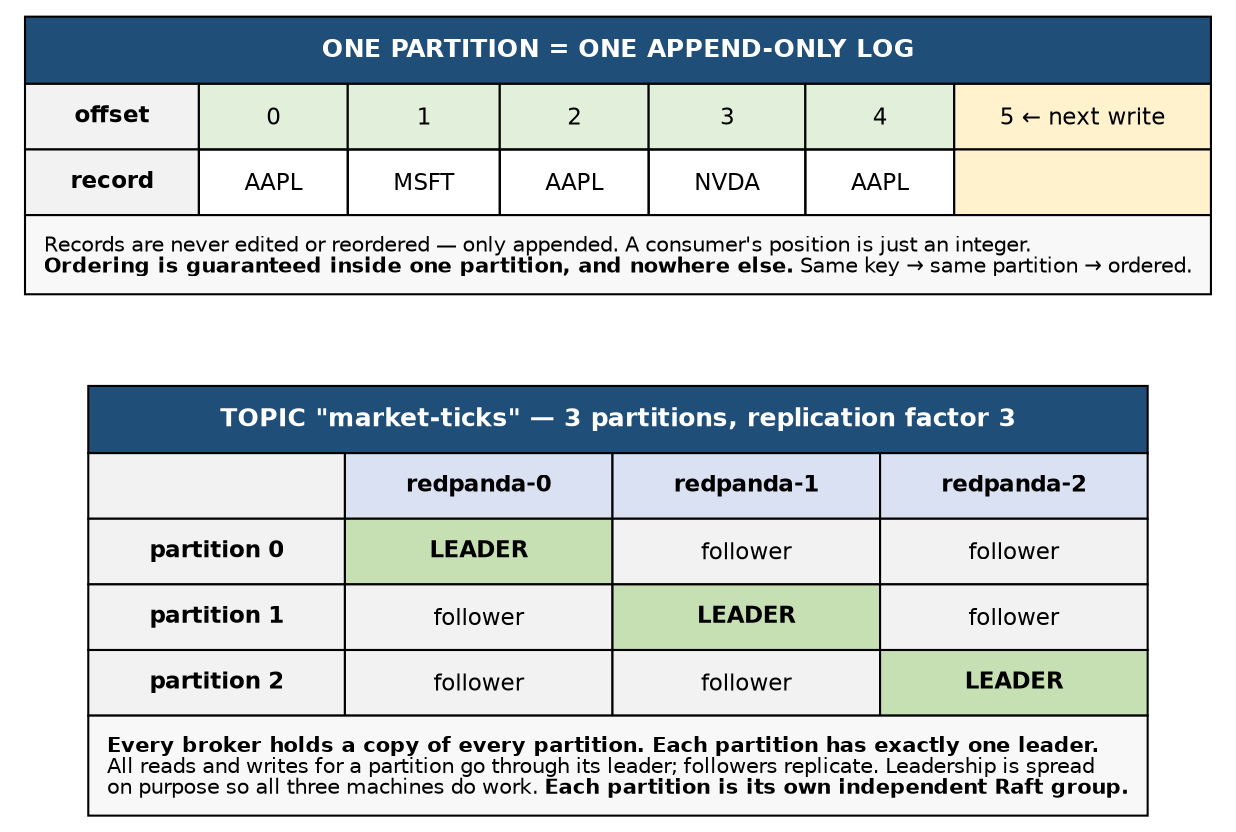 ONE PARTITION = ONE APPEND-ONLY LOG
offset 0 1 2 3 4 5 ← next write
record AAPL MSFT AAPL NVDA AAPL
Records are never edited or reordered — only appended. A consumer's position is just an integer.
Ordering is guaranteed inside one partition, and nowhere else. Same key → same partition → ordered.
TOPIC "market-ticks" — 3 partitions, replication factor 3
redpanda-0 redpanda-1 redpanda-2
partition 0 LEADER follower follower
partition 1 follower LEADER follower
partition 2 follower follower LEADER
Every broker holds a copy of every partition. Each partition has exactly one leader.
All reads and writes for a partition go through its leader; followers replicate. Leadership is spread
on purpose so all three machines do work. Each partition is its own independent Raft group.